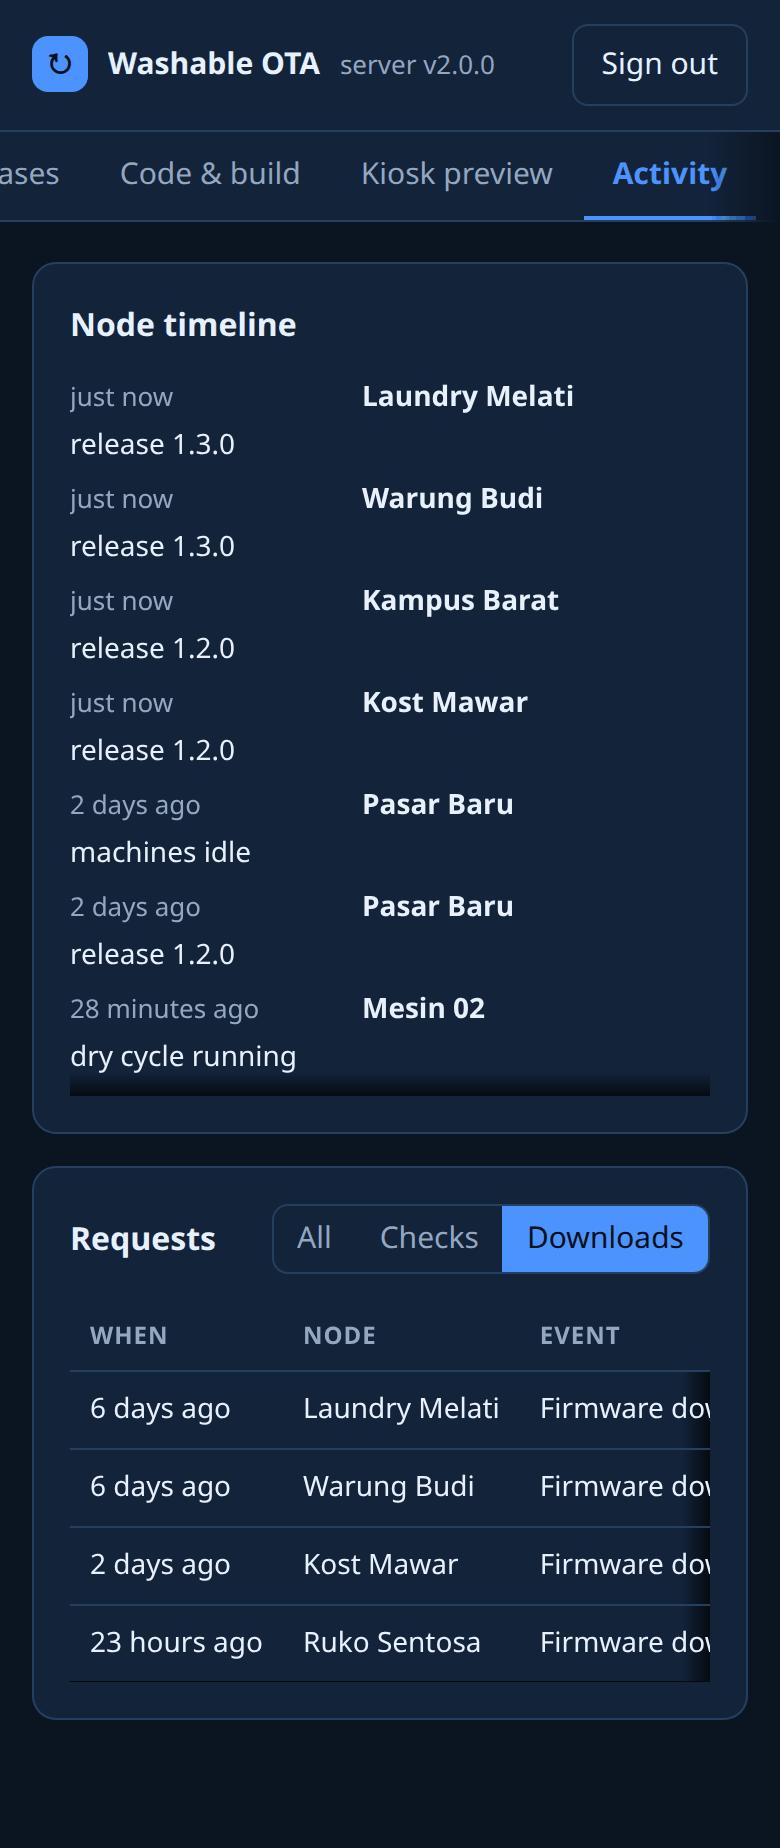 ↻ Washable OTA server v2.0.0 Sign out
ases Code & build Kiosk preview Activity
Node timeline
just now Laundry Melati
release 1.3.0
just now Warung Budi
release 1.3.0
just now Kampus Barat
release 1.2.0
just now Kost Mawar
release 1.2.0
2 days ago Pasar Baru
machines idle
2 days ago Pasar Baru
release 1.2.0
28 minutes ago Mesin 02
dry cycle running
Requests All Checks Downloads
WHEN NODE EVENT
6 days ago Laundry Melati Firmware dow
6 days ago Warung Budi Firmware dow
2 days ago Kost Mawar Firmware dow
23 hours ago Ruko Sentosa Firmware dow